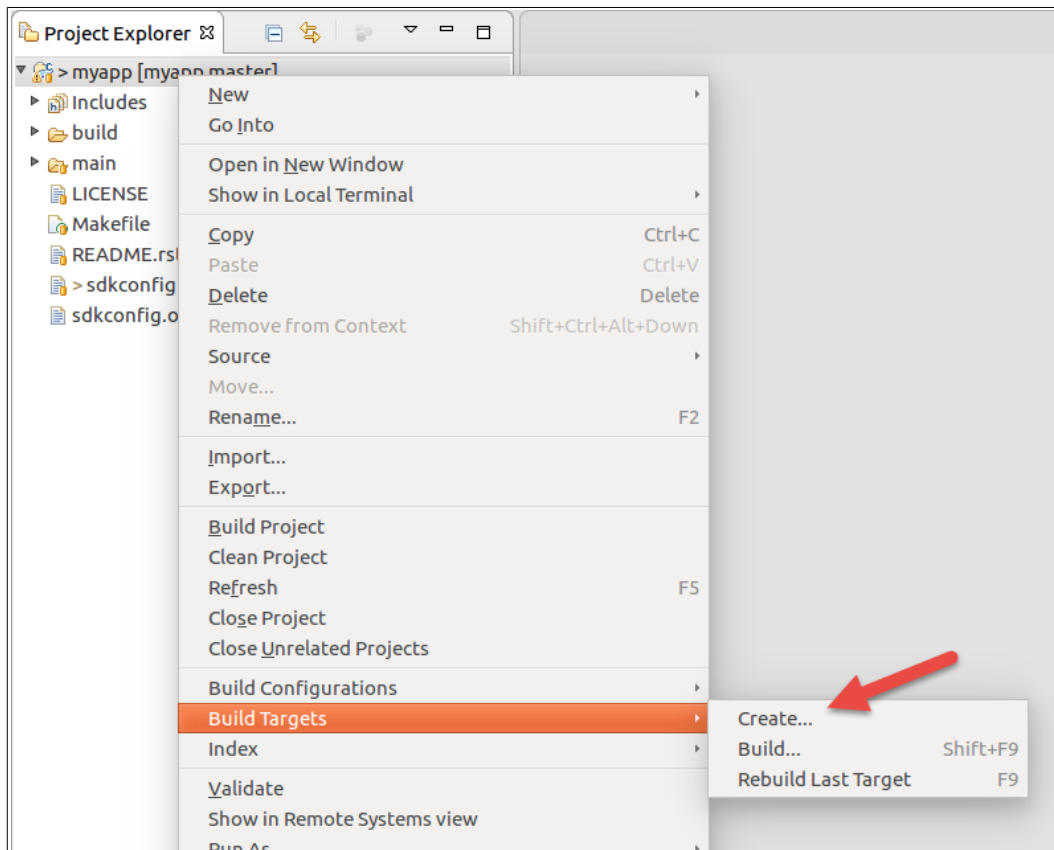 Project Explorer
> myapp [myapp master]
Includes
build
main
LICENSE
Makefile
README.rst
> sdkconfig
sdkconfig.o
New
Go Into
Open in New Window
Show in Local Terminal
Copy Ctrl+C
Paste Ctrl+V
Delete Delete
Remove from Context Shift+Ctrl+Alt+Down
Source
Move...
Rename... F2
Import...
Export...
Build Project
Clean Project
Refresh F5
Close Project
Close Unrelated Projects
Build Configurations
Build Targets
Index
Validate
Show in Remote Systems view
Run As
Create...
Build... Shift+F9
Rebuild Last Target F9